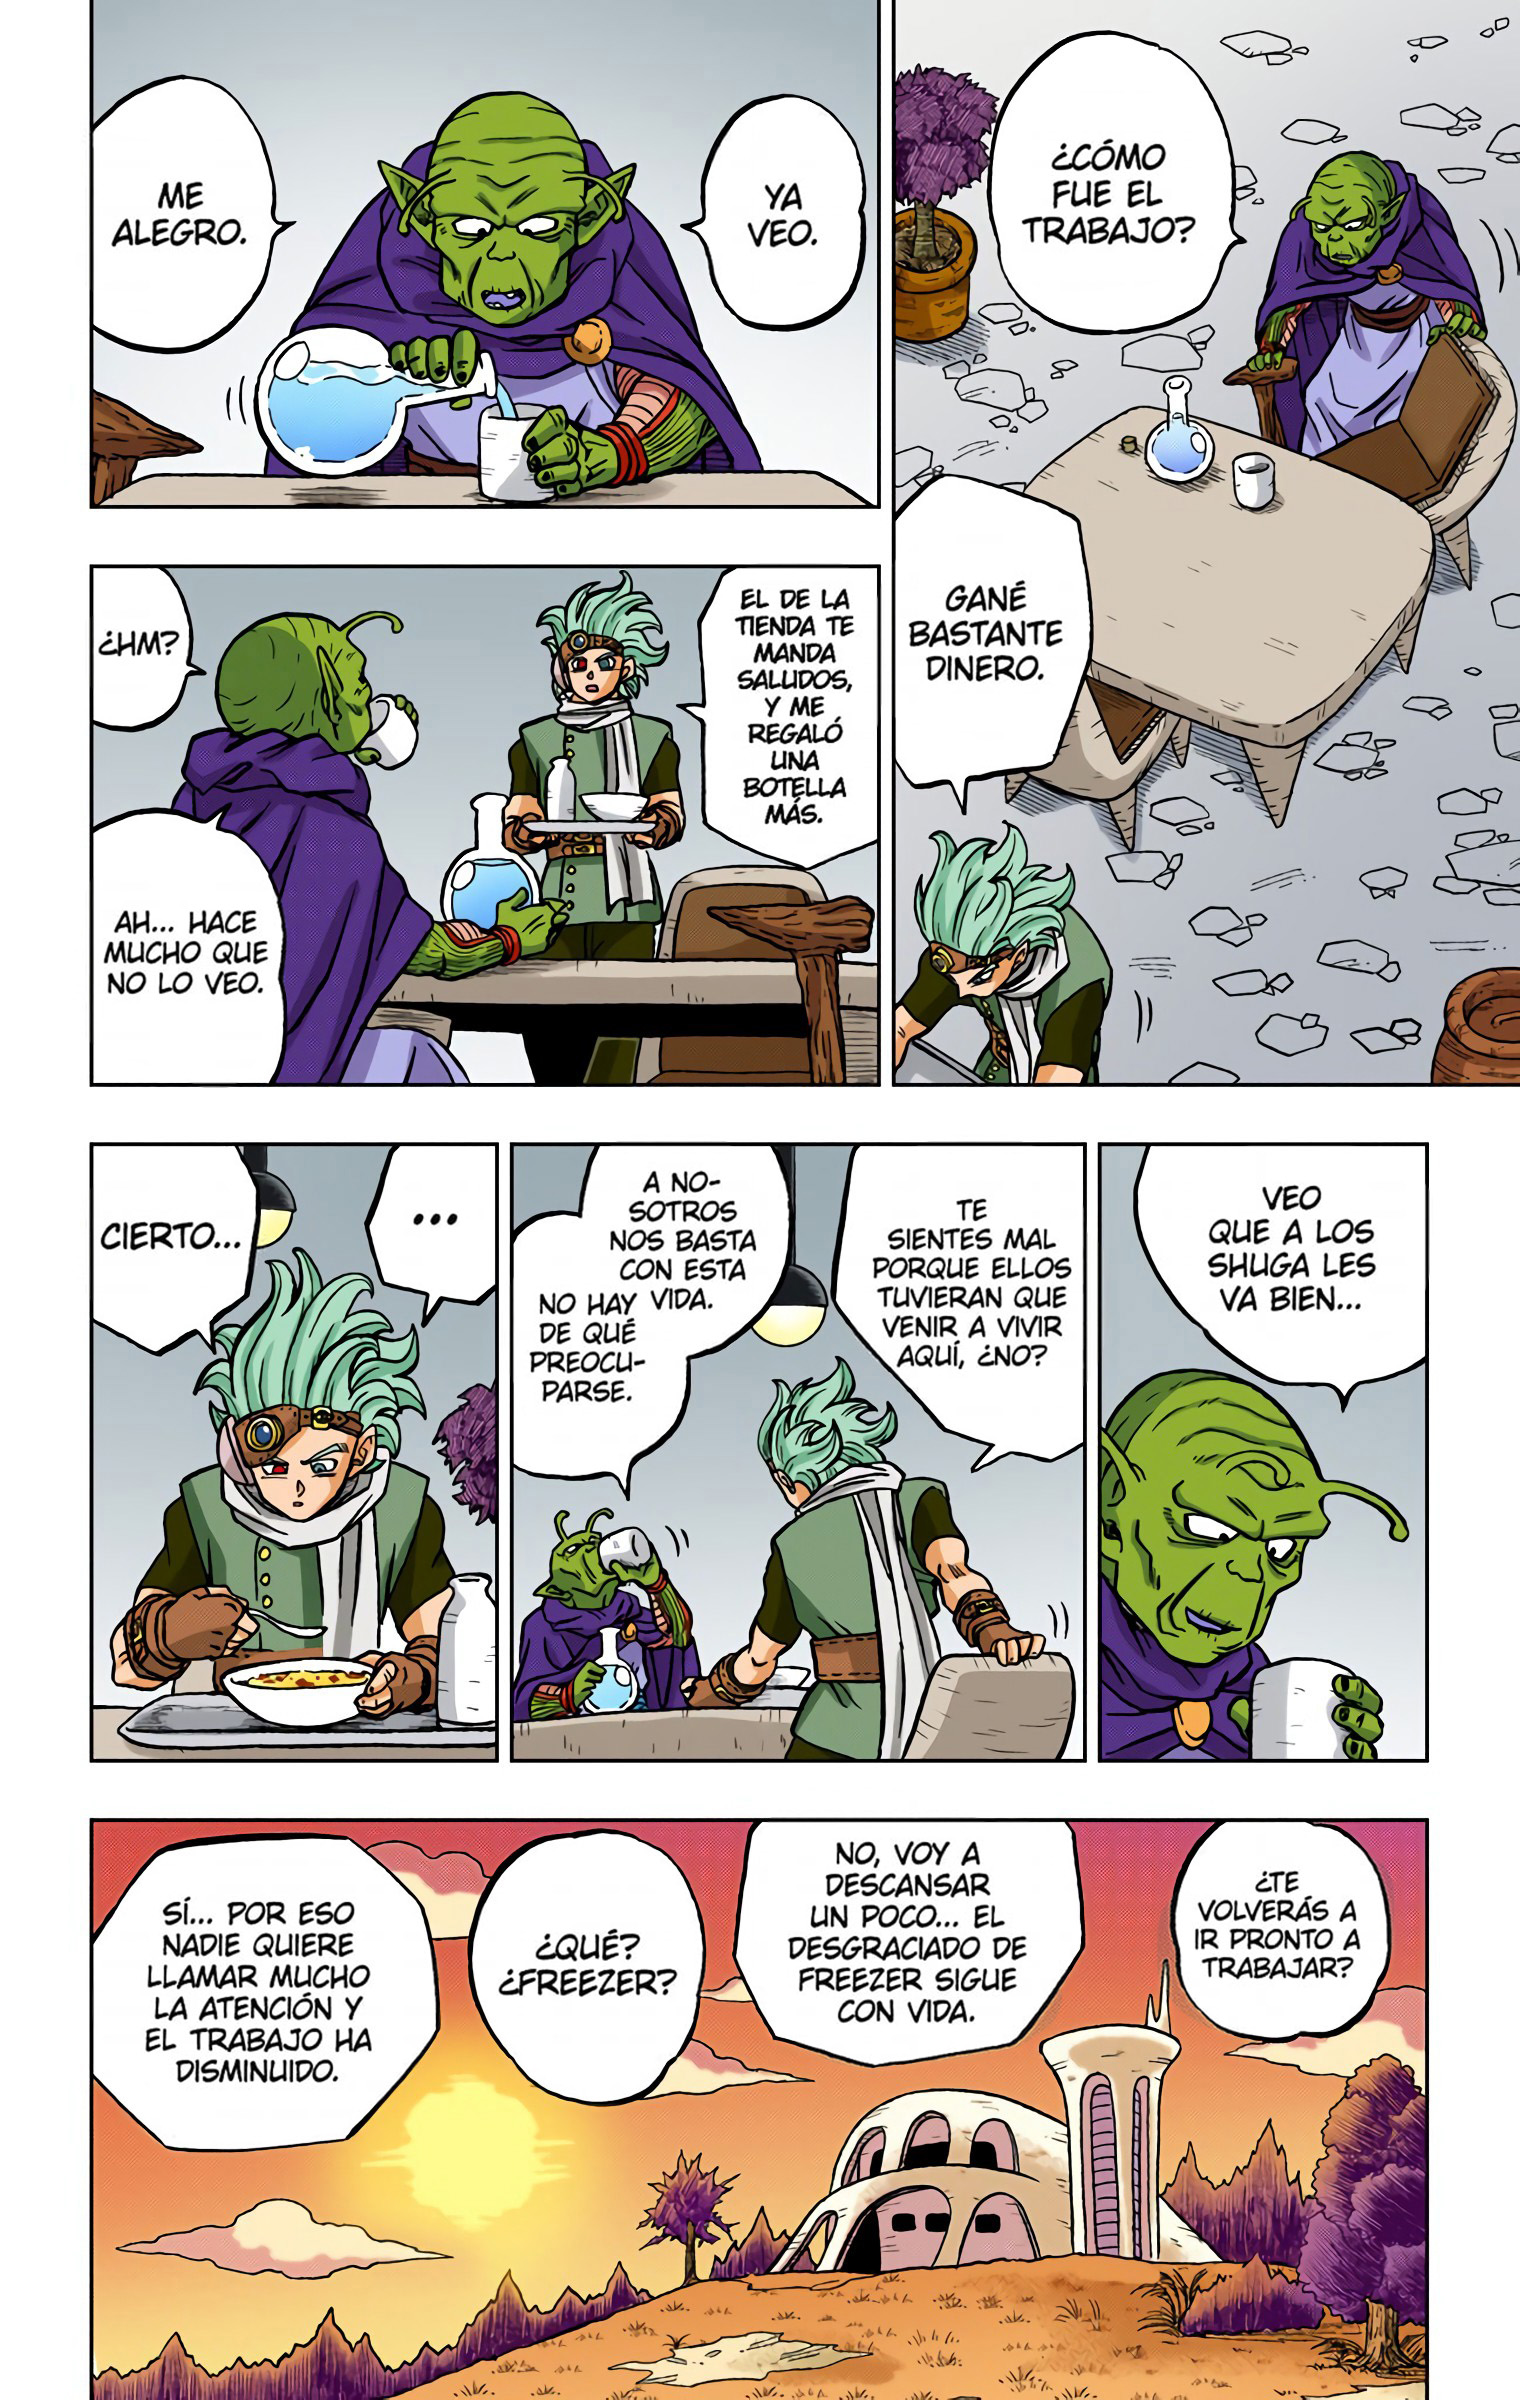 ¿CÓMO
FUE EL
TRABAJO?
GANÉ
BASTANTE
DINERO.
YA
VEO.
ME
ALEGRO.
EL DE LA
TIENDA TE
MANDA
SALUDOS,
Y ME
REGALÓ
UNA
BOTELLA
MÁS.
¿HM?
AH... HACE
MUCHO QUE
NO LO VEO.
VEO
QUE A LOS
SHUGA LES
VA BIEN...
TE
SIENTES MAL
PORQUE ELLOS
TUVIERAN QUE
VENIR A VIVIR
AQUÍ, ¿NO?
A NO-
SOTROS
NOS BASTA
CON ESTA
VIDA.
NO HAY
DE QUÉ
PREOCU-
PARSE.
...
CIERTO...
¿TE
VOLVERÁS A
IR PRONTO A
TRABAJAR?
NO, VOY A
DESCANSAR
UN POCO... EL
DESGRACIADO DE
FREEZER SIGUE
CON VIDA.
¿QUÉ?
¿FREEZER?
SÍ... POR ESO
NADIE QUIERE
LLAMAR MUCHO
LA ATENCIÓN Y
EL TRABAJO HA
DISMINUIDO.